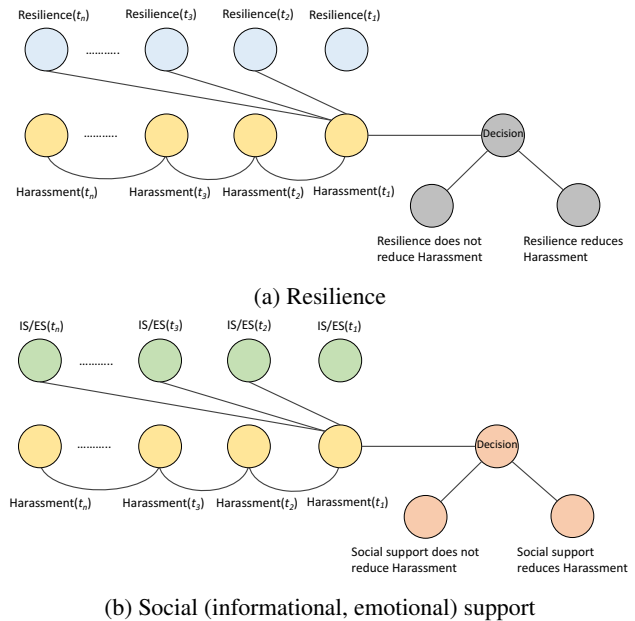 Resilience(tn) Resilience(t3) Resilience(t2) Resilience(t1)
...........
...........
Decision
Harassment(tn) Harassment(t3) Harassment(t2) Harassment(t1)
Resilience does not Resilience reduces
reduce Harassment Harassment
(a) Resilience
IS/ES(tn) IS/ES(t3) IS/ES(t2) IS/ES(t1)
...........
...........
Decision
Harassment(tn) Harassment(t3) Harassment(t2) Harassment(t1)
Social support does not Social support
reduce Harassment reduces Harassment
(b) Social (informational, emotional) support